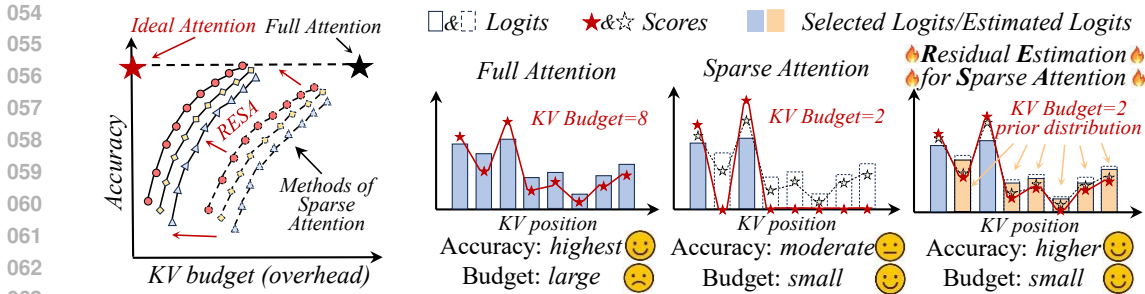 054
055
056
057
058
059
060
061
062
Ideal Attention Full Attention
RESA
Methods of
Sparse
Attention
Accuracy
KV budget (overhead)
& Logits & Scores Selected Logits/Estimated Logits
Full Attention
KV Budget=8
KV position
Accuracy: highest
Budget: large
Sparse Attention
KV Budget=2
KV position
Accuracy: moderate
Budget: small
Residual Estimation
for Sparse Attention
KV Budget=2
prior distribution
KV position
Accuracy: higher
Budget: small